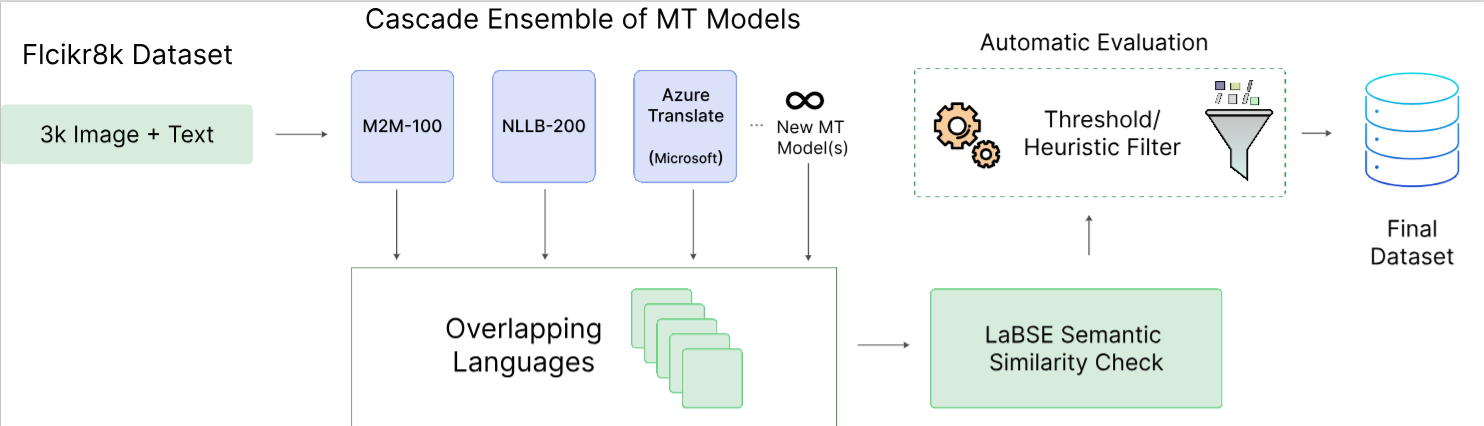 Cascade Ensemble of MT Models
Flcikr8k Dataset
3k Image + Text
M2M-100
NLLB-200
Azure
Translate
(Microsoft)
...
∞
New MT
Model(s)
Overlapping
Languages
LaBSE Semantic
Similarity Check
Automatic Evaluation
Threshold/
Heuristic Filter
Final
Dataset